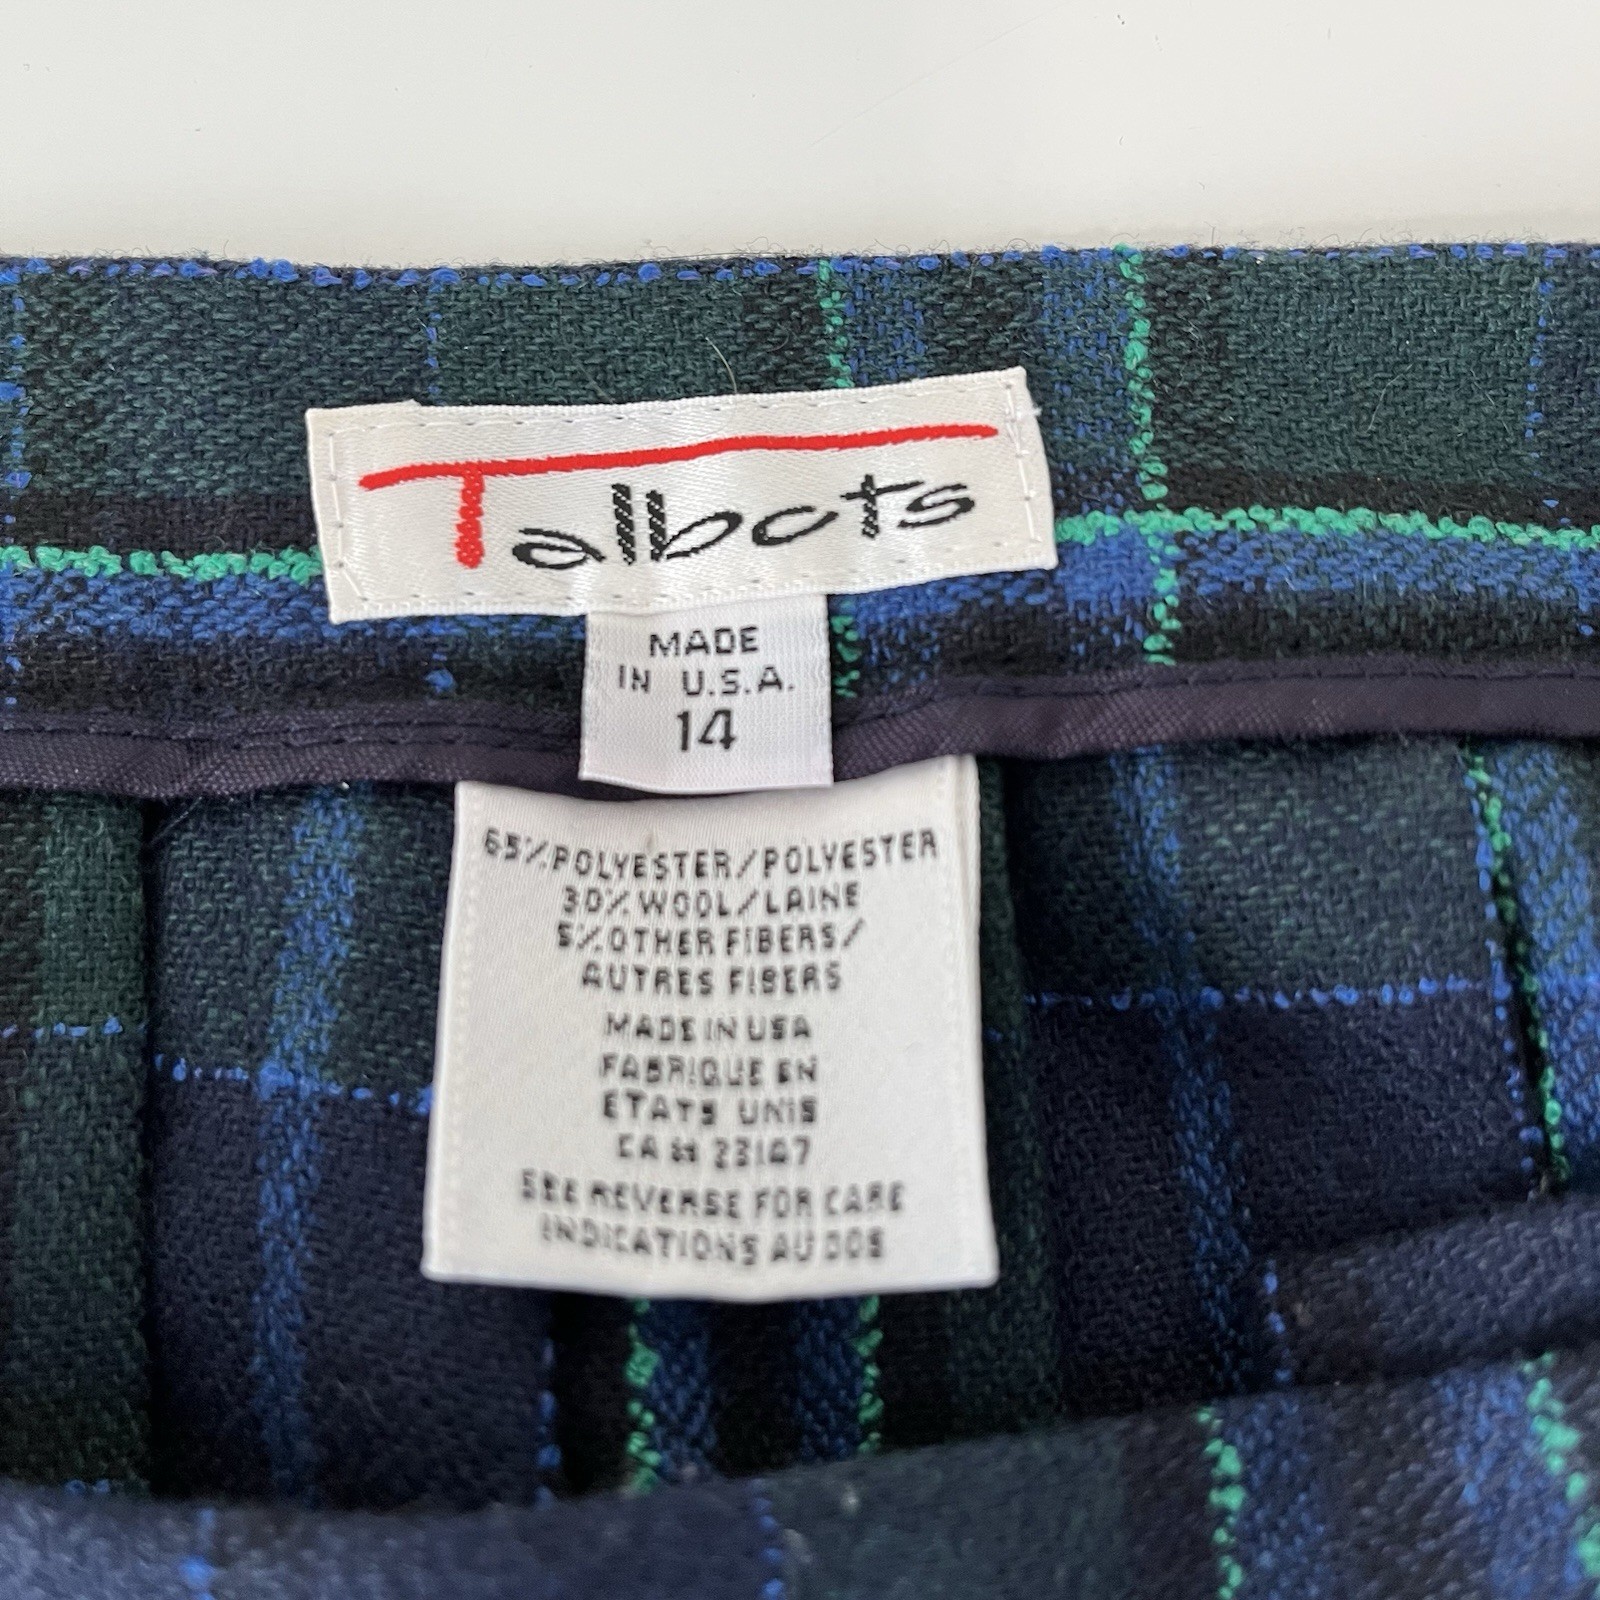 Talbots
MADE
IN U.S.A.
14
65% POLYESTER/POLYESTER
30% WOOL/LAINE
5% OTHER FIBERS/
AUTRES FIBERS
MADE IN USA
FABRIQUE EN
ETATS UNIS
CA # 23147
SEE REVERSE FOR CARE
INDICATIONS AU DOS